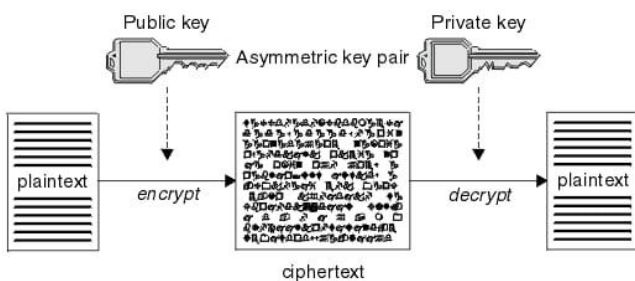 Public key
Private key
Asymmetric key pair
plaintext
encrypt
decrypt
plaintext
ciphertext